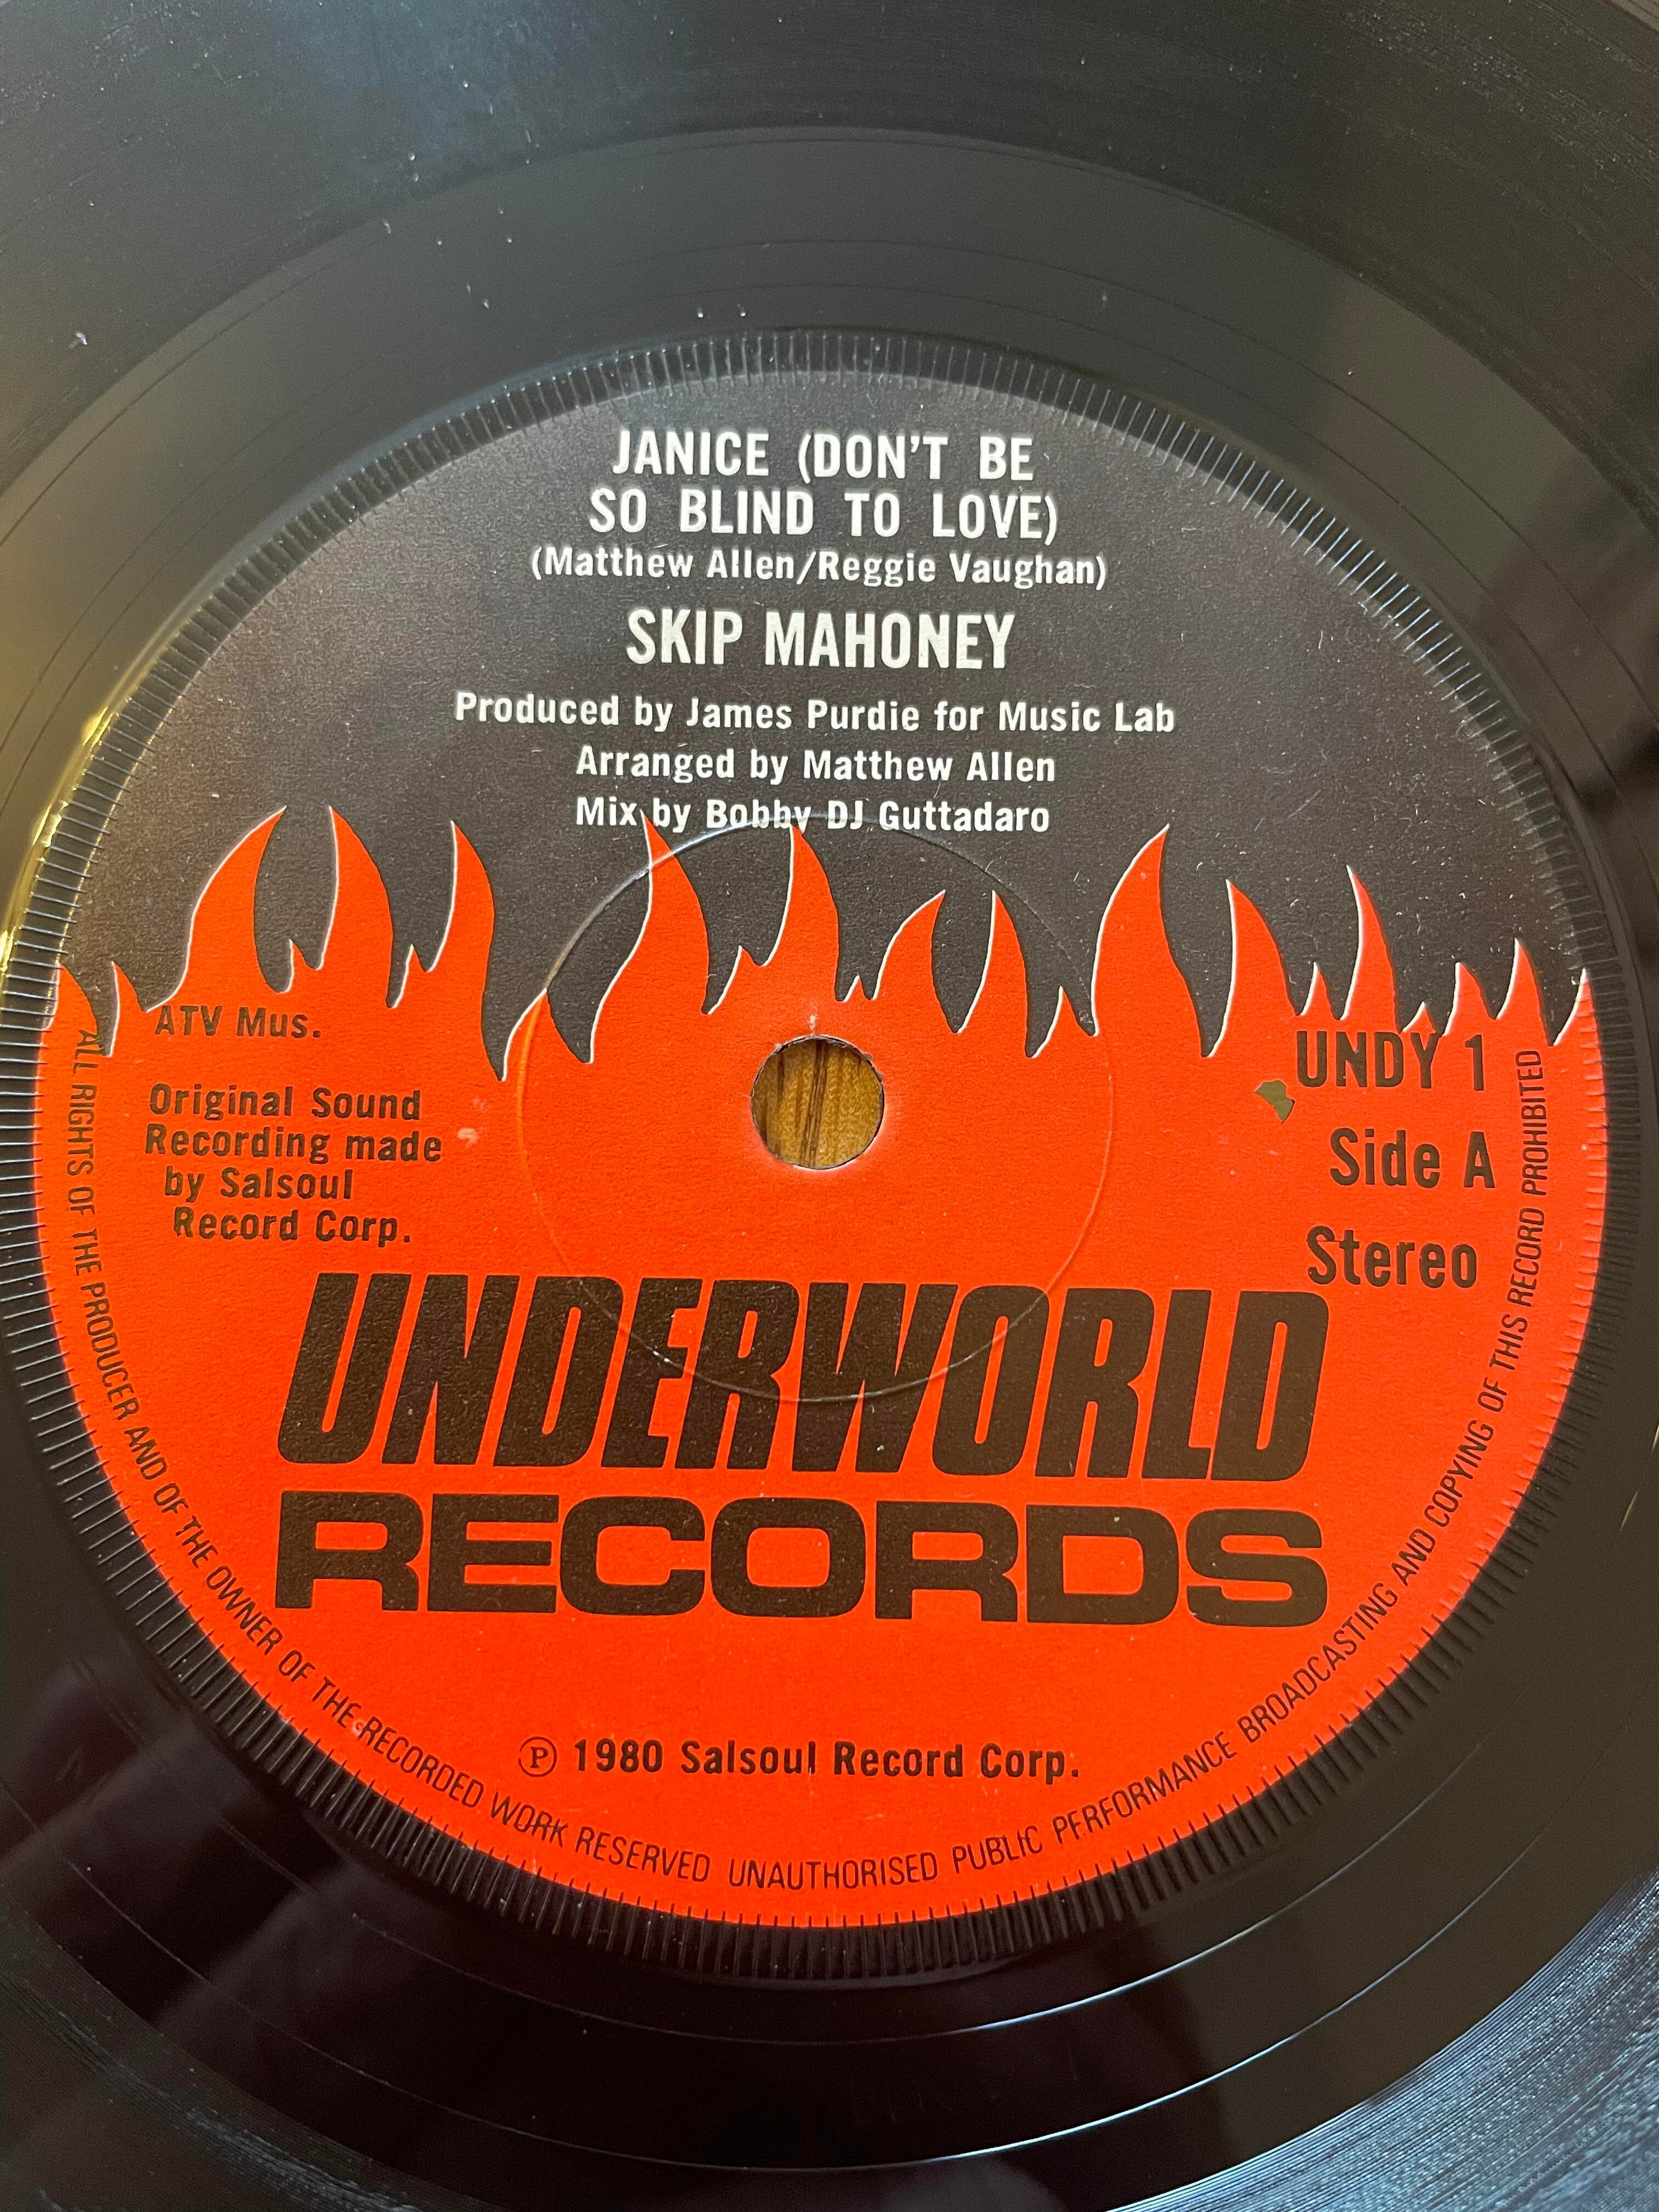 JANICE (DON'T BE
SO BLIND TO LOVE)
(Matthew Allen/Reggie Vaughan)
SKIP MAHONEY
Produced by James Purdie for Music Lab
Arranged by Matthew Allen
Mix by Bobby DJ Guttadaro
ATV Mus.
Original Sound
Recording made
by Salsoul
Record Corp.
UNDY 1
Side A
Stereo
UNDERWORLD
RECORDS
℗ 1980 Salsoul Record Corp.
ALL RIGHTS OF THE PRODUCER AND OF THE OWNER OF THE RECORDED WORK RESERVED UNAUTHORISED PUBLIC PERFORMANCE BROADCASTING AND COPYING OF THIS RECORD PROHIBITED